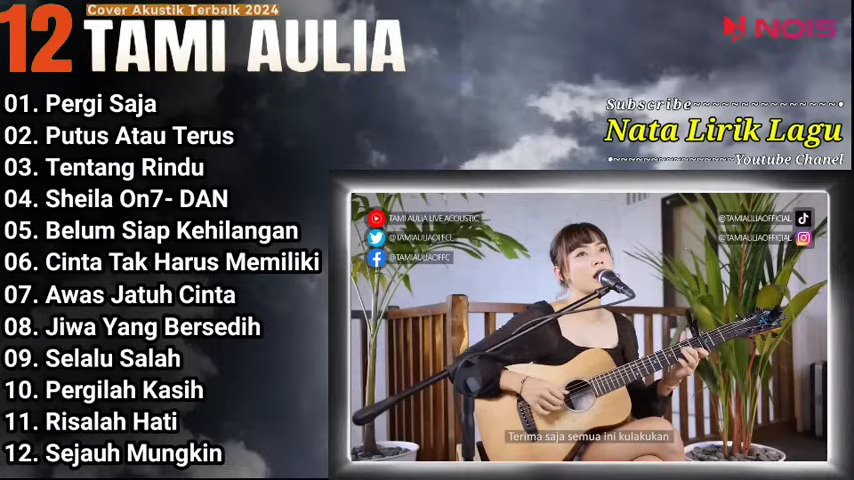 Cover Akustik Terbaik 2024
12 TAMI AULIA
NOIS
01. Pergi Saja
02. Putus Atau Terus
03. Tentang Rindu
04. Sheila On7- DAN
05. Belum Siap Kehilangan
06. Cinta Tak Harus Memiliki
07. Awas Jatuh Cinta
08. Jiwa Yang Bersedih
09. Selalu Salah
10. Pergilah Kasih
11. Risalah Hati
12. Sejauh Mungkin
Subscribe~~~~~~~~~~~~~~~•
Nata Lirik Lagu
•~~~~~~~~~~~~~Youtube Chanel
TAMI AULIA LIVE ACOUSTIC
@TAMIAULIAOFFCL
@TAMIAULIAOFFC
@TAMIAULIAOFFICIAL
@TAMIAULIAOFFICIAL
Terima saja semua ini kulakukan